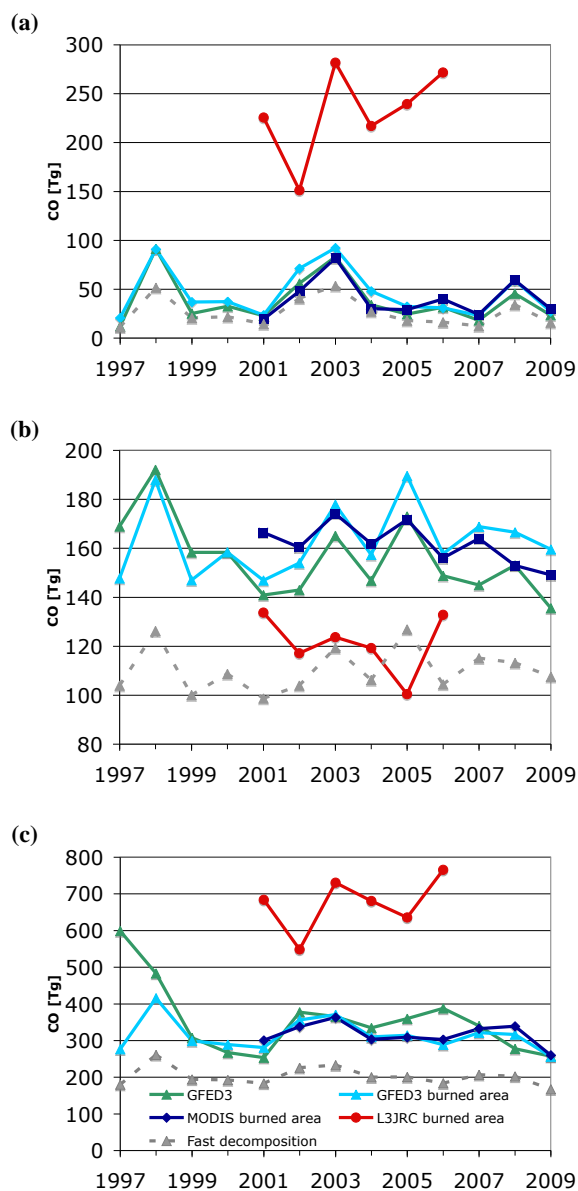 (a)
300
250
200
150
100
50
0
CO [Tg]
1997 1999 2001 2003 2005 2007 2009
(b)
200
180
160
140
120
100
80
CO [Tg]
1997 1999 2001 2003 2005 2007 2009
(c)
800
700
600
500
400
300
200
100
0
CO [Tg]
GFED3 GFED3 burned area
MODIS burned area L3JRC burned area
Fast decomposition
1997 1999 2001 2003 2005 2007 2009